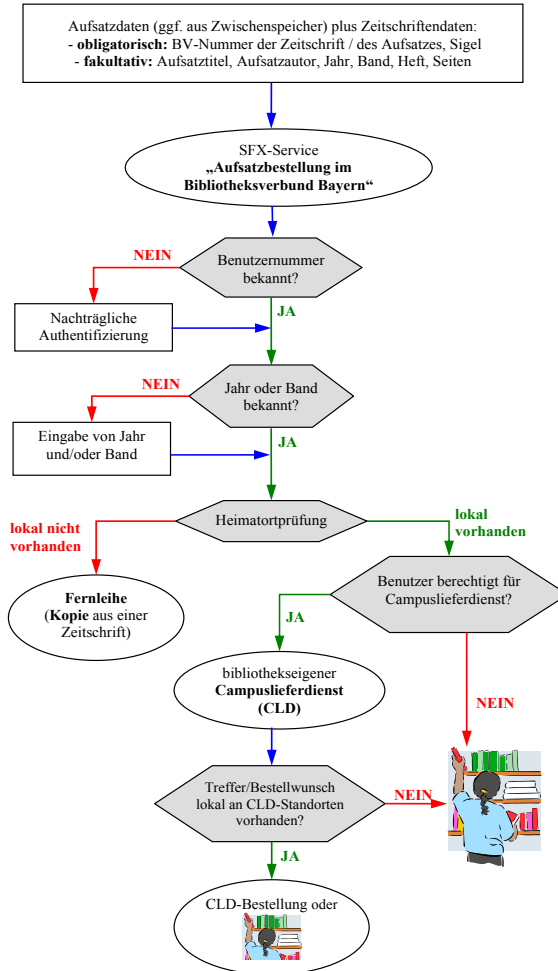 Aufsatzdaten (ggf. aus Zwischenspeicher) plus Zeitschriftendaten:
- obligatorisch: BV-Nummer der Zeitschrift / des Aufsatzes, Sigel
- fakultativ: Aufsatztitel, Aufsatzautor, Jahr, Band, Heft, Seiten
SFX-Service
„Aufsatzbestellung im
Bibliotheksverbund Bayern“
NEIN
Benutzernummer
bekannt?
Nachträgliche
Authentifizierung
JA
NEIN
Jahr oder Band
bekannt?
Eingabe von Jahr
und/oder Band
JA
Heimatortprüfung
lokal nicht
vorhanden
lokal
vorhanden
Fernleihe
(Kopie aus einer
Zeitschrift)
Benutzer berechtigt für
Campuslieferdienst?
JA
bibliothekseigener
Campuslieferdienst
(CLD)
NEIN
Treffer/Bestellwunsch
lokal an CLD-Standorten
vorhanden?
NEIN
JA
CLD-Bestellung oder